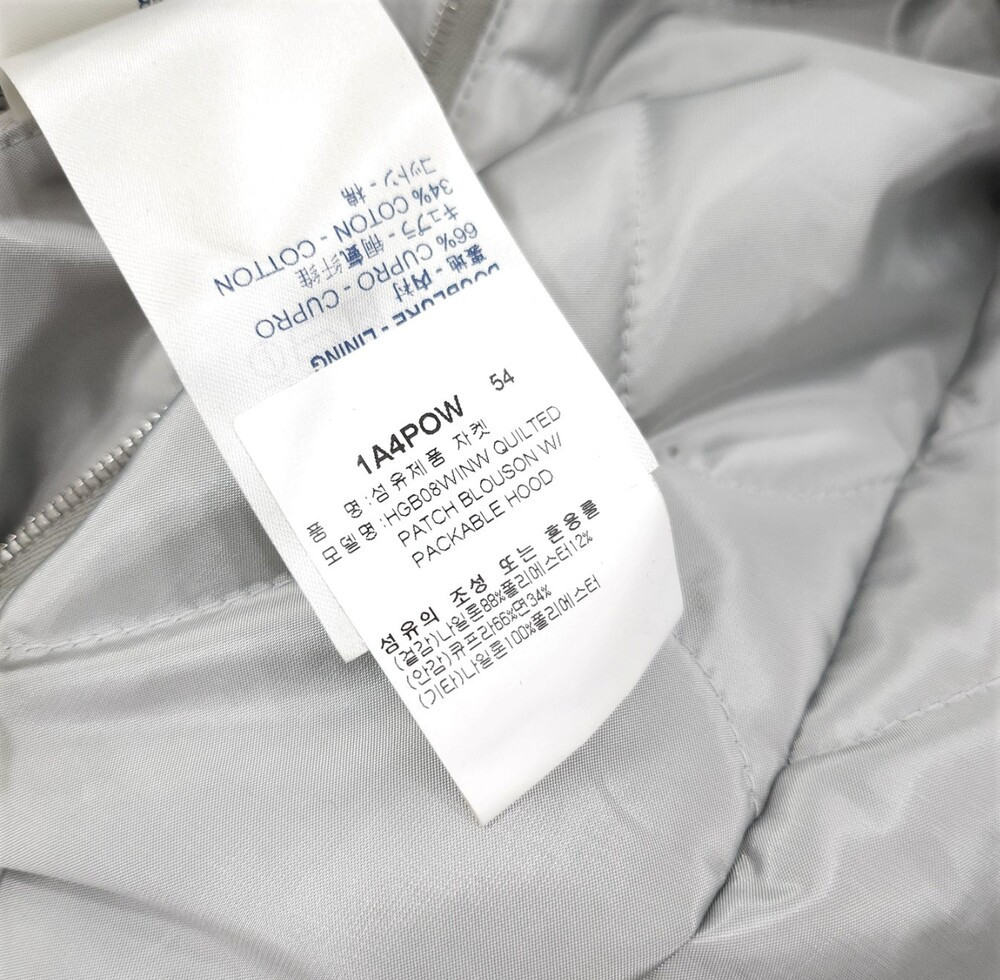 1A4POW 54
품 명:섬유제품 자켓
모델명:HGB08WINW QUILTED
PATCH BLOUSON W/
PACKABLE HOOD
섬유의 조성 또는 혼용률
(겉감)나일론88%폴리에스터12%
(안감)큐프라66%면34%
(기타)나일론100%폴리에스터
DOUBLURE - LINING
裏地 - 内衬
66% CUPRO - CUPRO
キュプラ - 铜氨纤维
34% COTON - COTTON
コットン - 棉